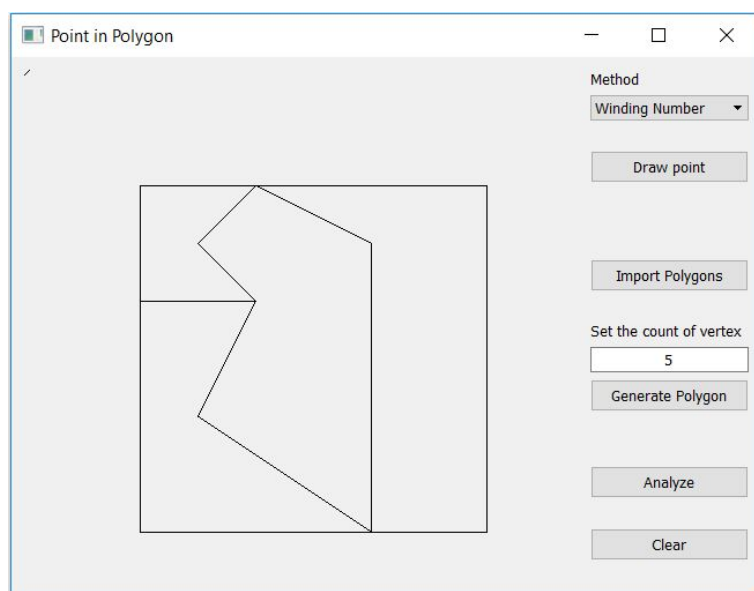 Point in Polygon
Method
Winding Number
Draw point
Import Polygons
Set the count of vertex
5
Generate Polygon
Analyze
Clear